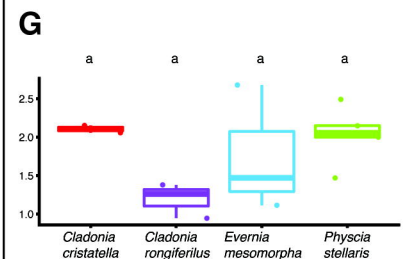 G
a a a a
2.5
2.0
1.5
1.0
Cladonia Cladonia Evernia Physcia
cristatella rongiferilus mesomorpha stellaris